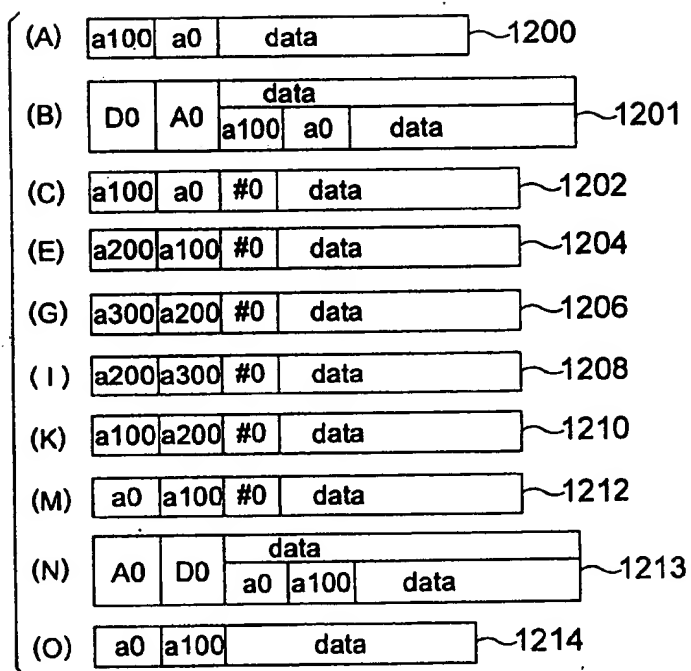 (A) a100 a0 data 1200
(B) D0 A0 data a100 a0 data 1201
(C) a100 a0 #0 data 1202
(E) a200 a100 #0 data 1204
(G) a300 a200 #0 data 1206
(I) a200 a300 #0 data 1208
(K) a100 a200 #0 data 1210
(M) a0 a100 #0 data 1212
(N) A0 D0 data a0 a100 data 1213
(O) a0 a100 data 1214